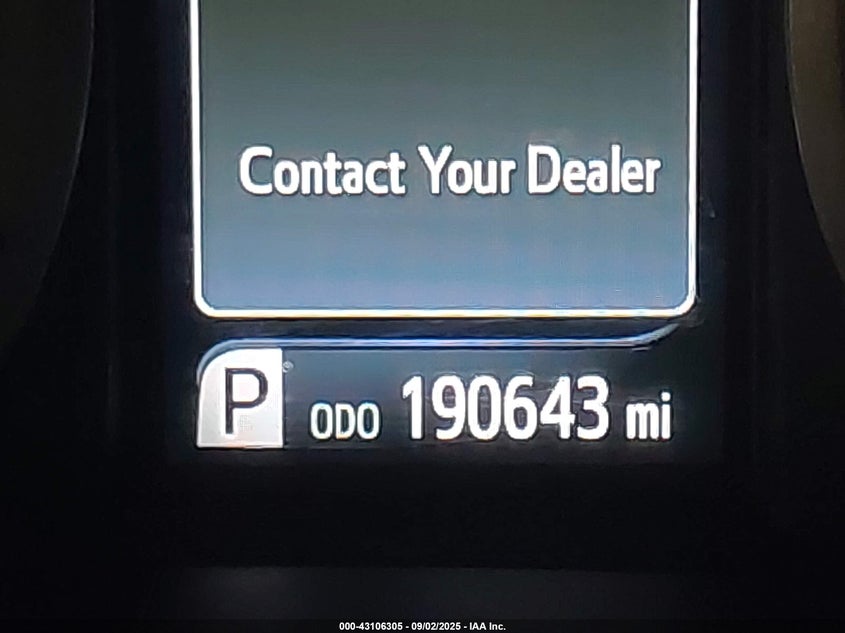 Contact Your Dealer
P ODO 190643 mi
000-43106305 - 09/02/2025 - IAA Inc.